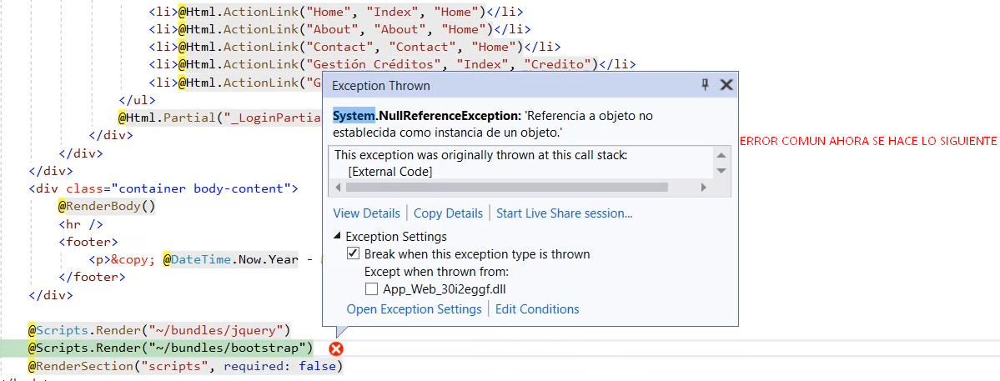 <li>@Html.ActionLink("Home", "Index", "Home")</li>
<li>@Html.ActionLink("About", "About", "Home")</li>
<li>@Html.ActionLink("Contact", "Contact", "Home")</li>
<li>@Html.ActionLink("Gestión Créditos", "Index", "Credito")</li>
<li>@Html.ActionLink("G
</ul>
@Html.Partial("_LoginPartia
</div>
</div>
</div>
<div class="container body-content">
@RenderBody()
<hr />
<footer>
<p>&copy; @DateTime.Now.Year -
</footer>
</div>
@Scripts.Render("~/bundles/jquery")
@Scripts.Render("~/bundles/bootstrap")
@RenderSection("scripts", required: false)
Exception Thrown
System.NullReferenceException: 'Referencia a objeto no
establecida como instancia de un objeto.'
This exception was originally thrown at this call stack:
[External Code]
View Details | Copy Details | Start Live Share session...
Exception Settings
Break when this exception type is thrown
Except when thrown from:
App_Web_30i2eggf.dll
Open Exception Settings | Edit Conditions
ERROR COMUN AHORA SE HACE LO SIGUIENTE